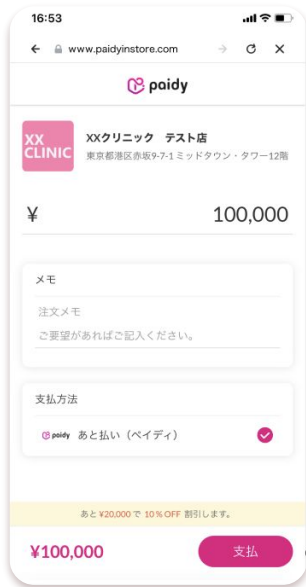 16:53
www.paidyinstore.com
paidy
XX
CLINIC
XXクリニック テスト店
東京都港区赤坂9-7-1ミッドタウン・タワー12階
¥ 100,000
メモ
注文メモ
ご要望があればご記入ください。
支払方法
paidy あと払い（ペイディ）
あと ¥20,000 で 10％OFF 割引します。
¥100,000 支払